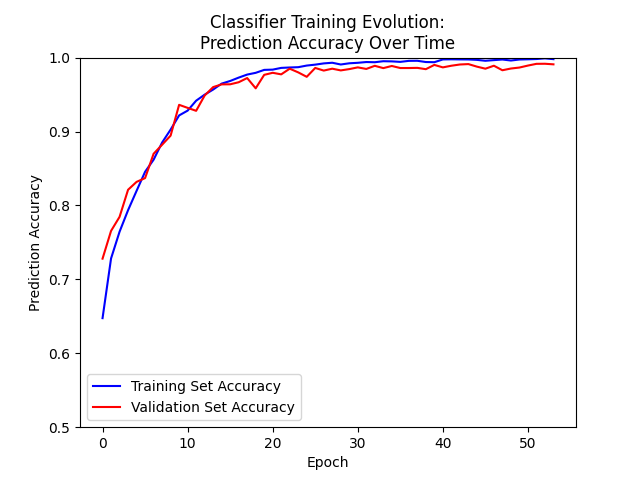 Classifier Training Evolution:
Prediction Accuracy Over Time
Prediction Accuracy
1.0
0.9
0.8
0.7
0.6
0.5
Training Set Accuracy
Validation Set Accuracy
0 10 20 30 40 50
Epoch